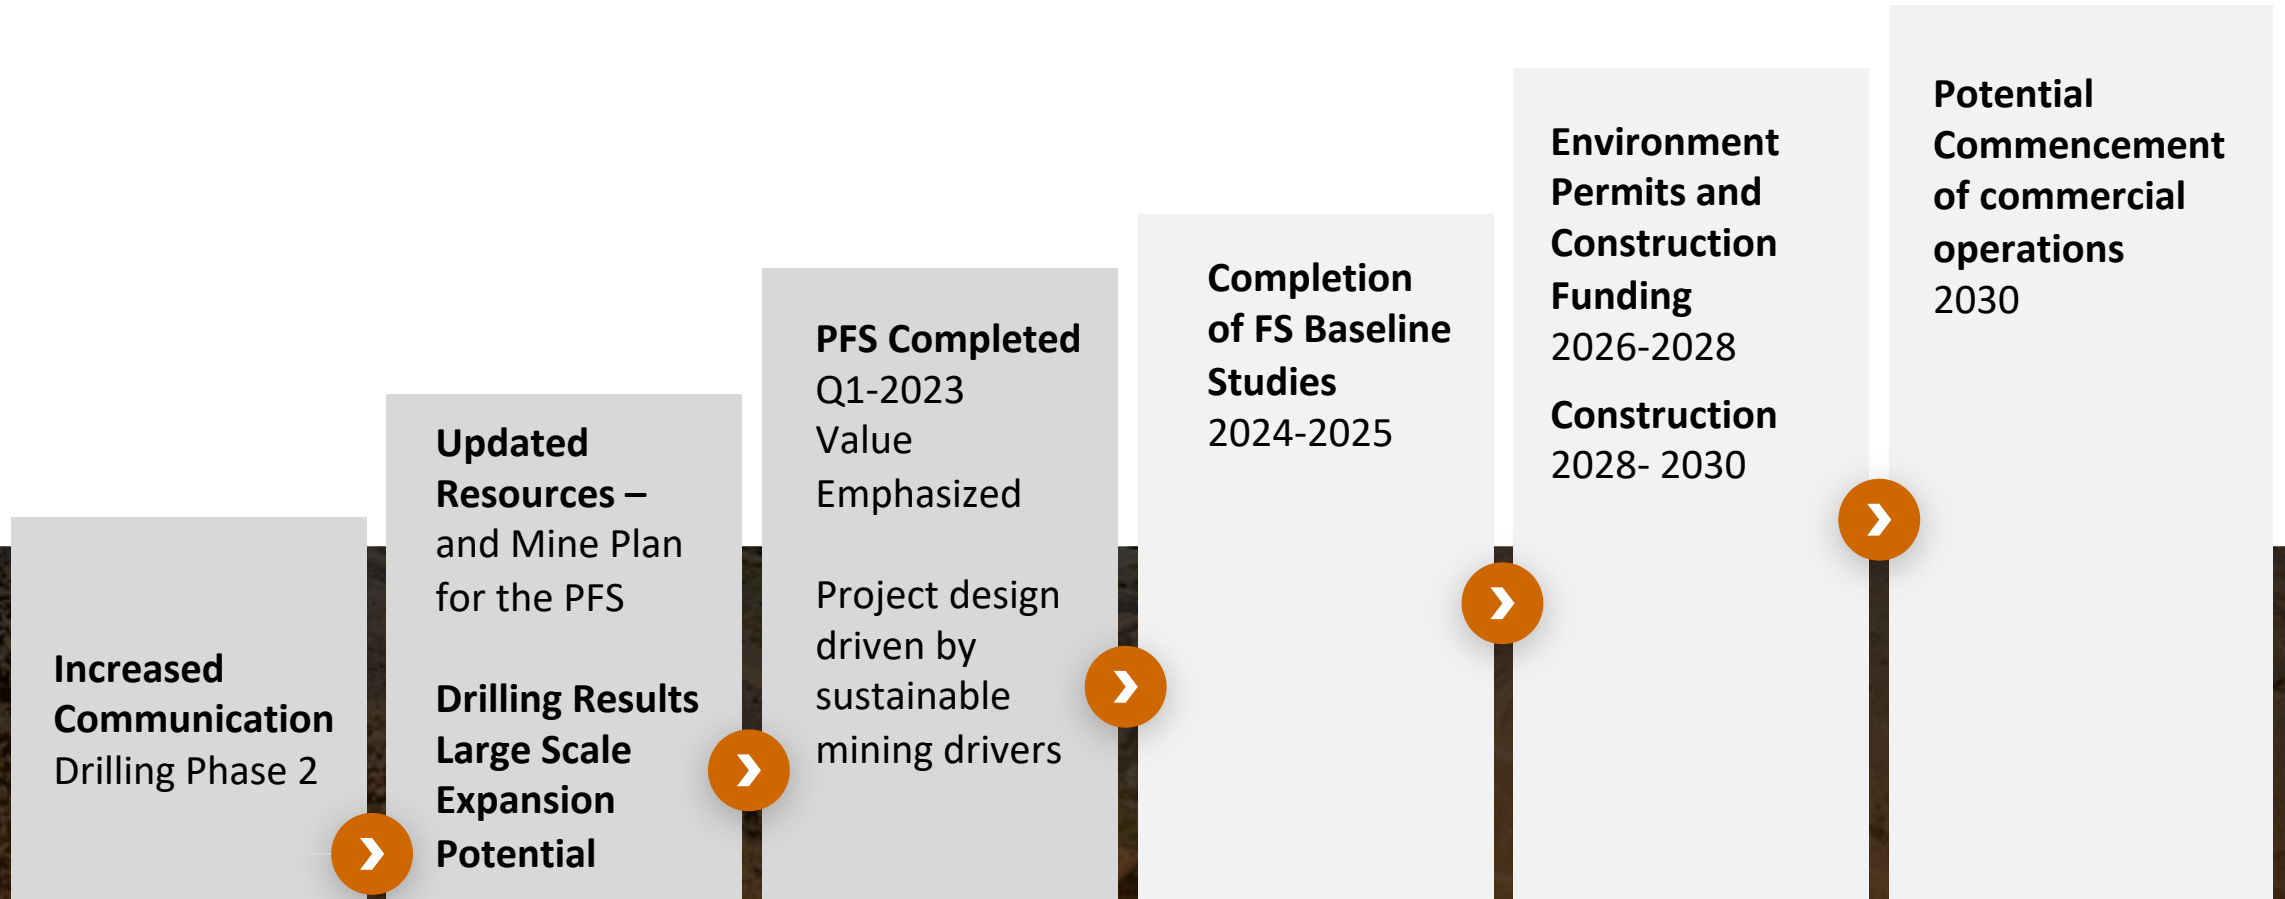 Increased
Communication
Drilling Phase 2
Updated
Resources –
and Mine Plan
for the PFS
Drilling Results
Large Scale
Expansion
Potential
PFS Completed
Q1-2023
Value
Emphasized
Project design
driven by
sustainable
mining drivers
Completion
of FS Baseline
Studies
2024-2025
Environment
Permits and
Construction
Funding
2026-2028
Construction
2028- 2030
Potential
Commencement
of commercial
operations
2030